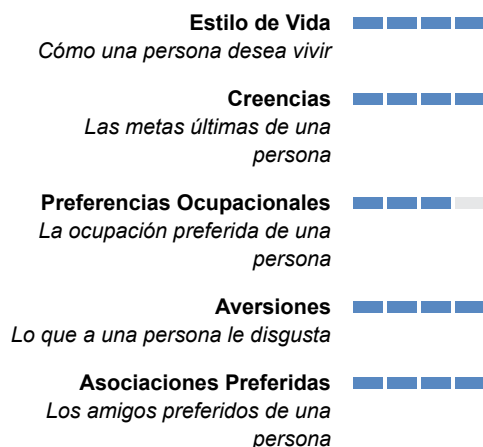 Estilo de Vida
Cómo una persona desea vivir
Creencias
Las metas últimas de una
persona
Preferencias Ocupacionales
La ocupación preferida de una
persona
Aversiones
Lo que a una persona le disgusta
Asociaciones Preferidas
Los amigos preferidos de una
persona